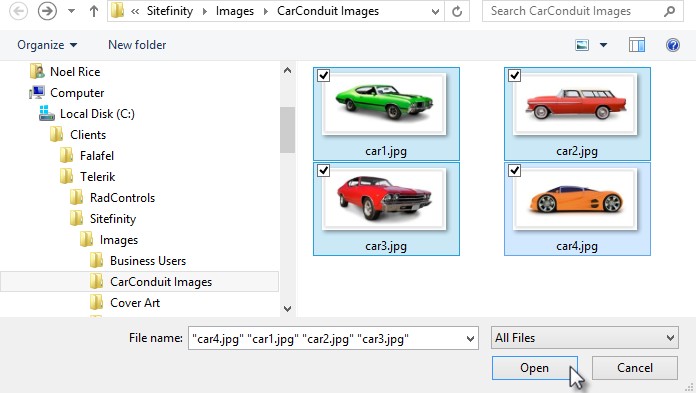 « Sitefinity › Images › CarConduit Images
Search CarConduit Images
Organize
New folder
Noel Rice
Computer
Local Disk (C:)
Clients
Falafel
Telerik
RadControls
Sitefinity
Images
Business Users
CarConduit Images
Cover Art
car1.jpg
car2.jpg
car3.jpg
car4.jpg
File name:
"car4.jpg" "car1.jpg" "car2.jpg" "car3.jpg"
All Files
Open
Cancel